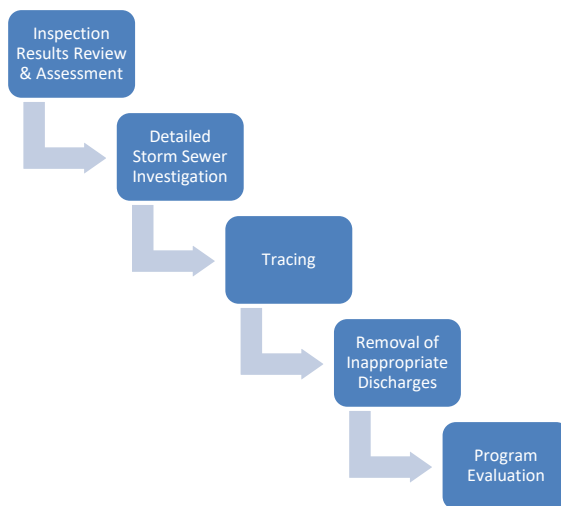 Inspection
Results Review
& Assessment
Detailed
Storm Sewer
Investigation
Tracing
Removal of
Inappropriate
Discharges
Program
Evaluation